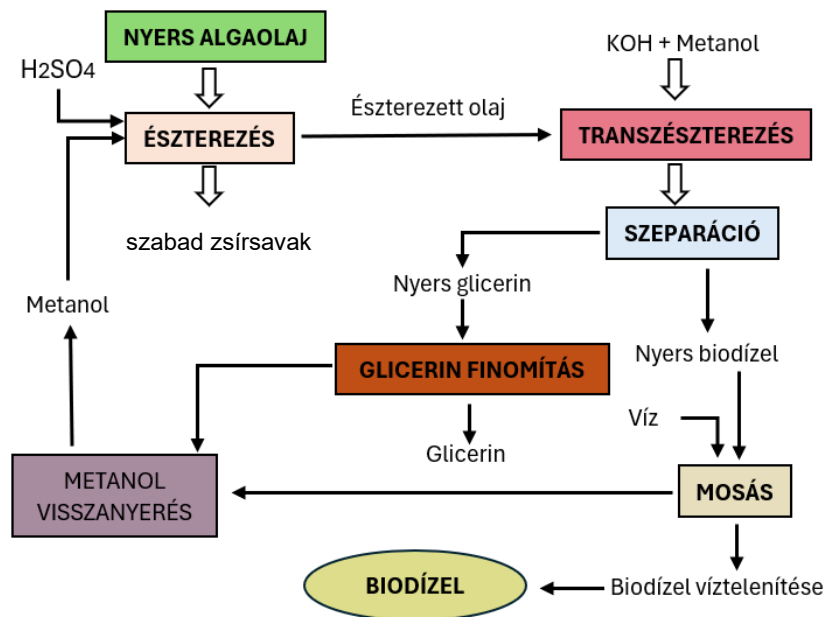 NYERS ALGAOLAJ
KOH + Metanol
H2SO4
Észterezett olaj
ÉSZTEREZÉS
TRANSZÉSZTEREZÉS
szabad zsírsavak
SZEPARÁCIÓ
Nyers glicerin
Metanol
Nyers biodízel
GLICERIN FINOMÍTÁS
Víz
Glicerin
METANOL
VISSZANYERÉS
MOSÁS
BIODÍZEL
Biodízel víztelenítése